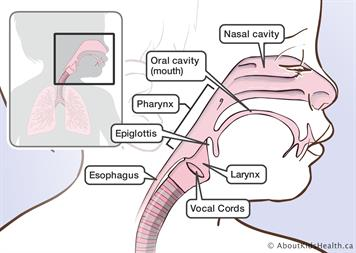 Nasal cavity
Oral cavity
(mouth)
Pharynx
Epiglottis
Esophagus
Larynx
Vocal Cords
© AboutKidsHealth.ca